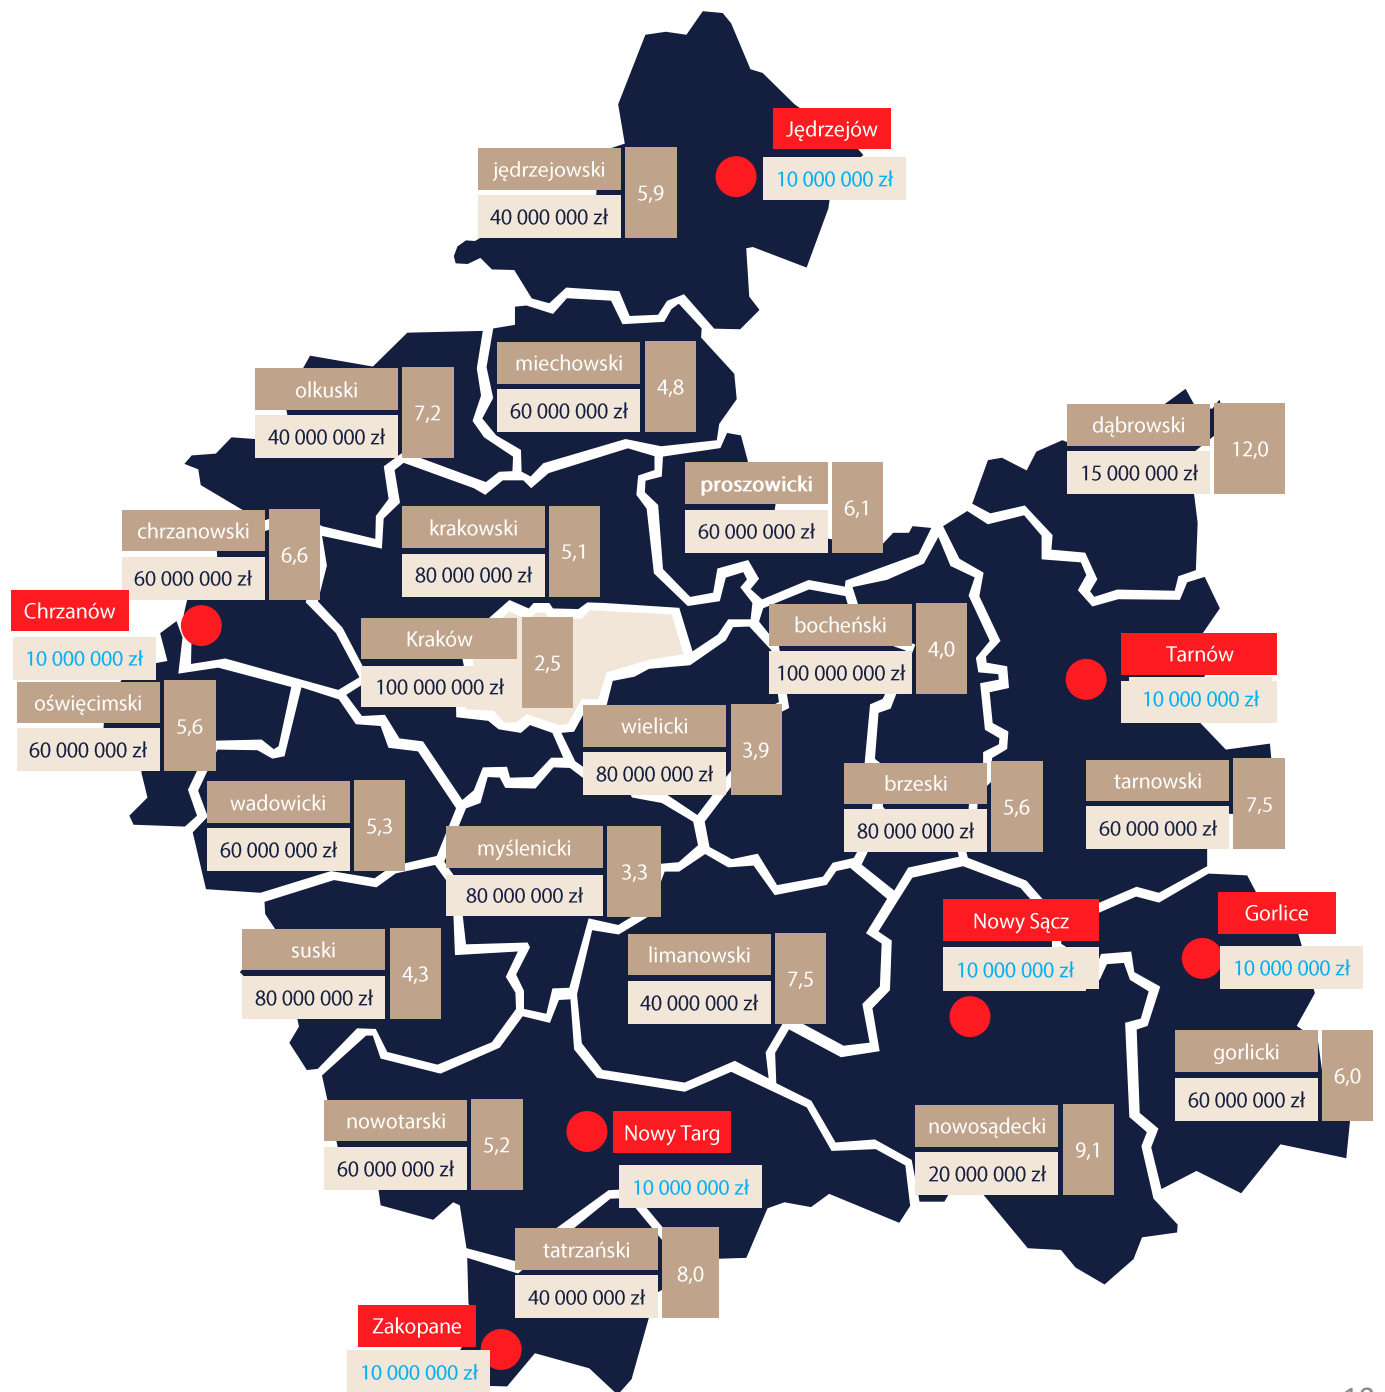 Jędrzejów
10 000 000 zł
jędrzejowski
5,9
40 000 000 zł
miechowski
4,8
60 000 000 zł
olkuski
7,2
40 000 000 zł
dąbrowski
12,0
15 000 000 zł
proszowicki
6,1
60 000 000 zł
chrzanowski
6,6
60 000 000 zł
krakowski
5,1
80 000 000 zł
Chrzanów
10 000 000 zł
Kraków
2,5
100 000 000 zł
bocheński
4,0
100 000 000 zł
Tarnów
10 000 000 zł
oświęcimski
5,6
60 000 000 zł
wielicki
3,9
80 000 000 zł
brzeski
5,6
80 000 000 zł
tarnowski
7,5
60 000 000 zł
wadowicki
5,3
60 000 000 zł
myślenicki
3,3
80 000 000 zł
Nowy Sącz
10 000 000 zł
Gorlice
10 000 000 zł
suski
4,3
80 000 000 zł
limanowski
7,5
40 000 000 zł
gorlicki
6,0
60 000 000 zł
nowotarski
5,2
60 000 000 zł
Nowy Targ
10 000 000 zł
nowosądecki
9,1
20 000 000 zł
tatrzański
8,0
40 000 000 zł
Zakopane
10 000 000 zł